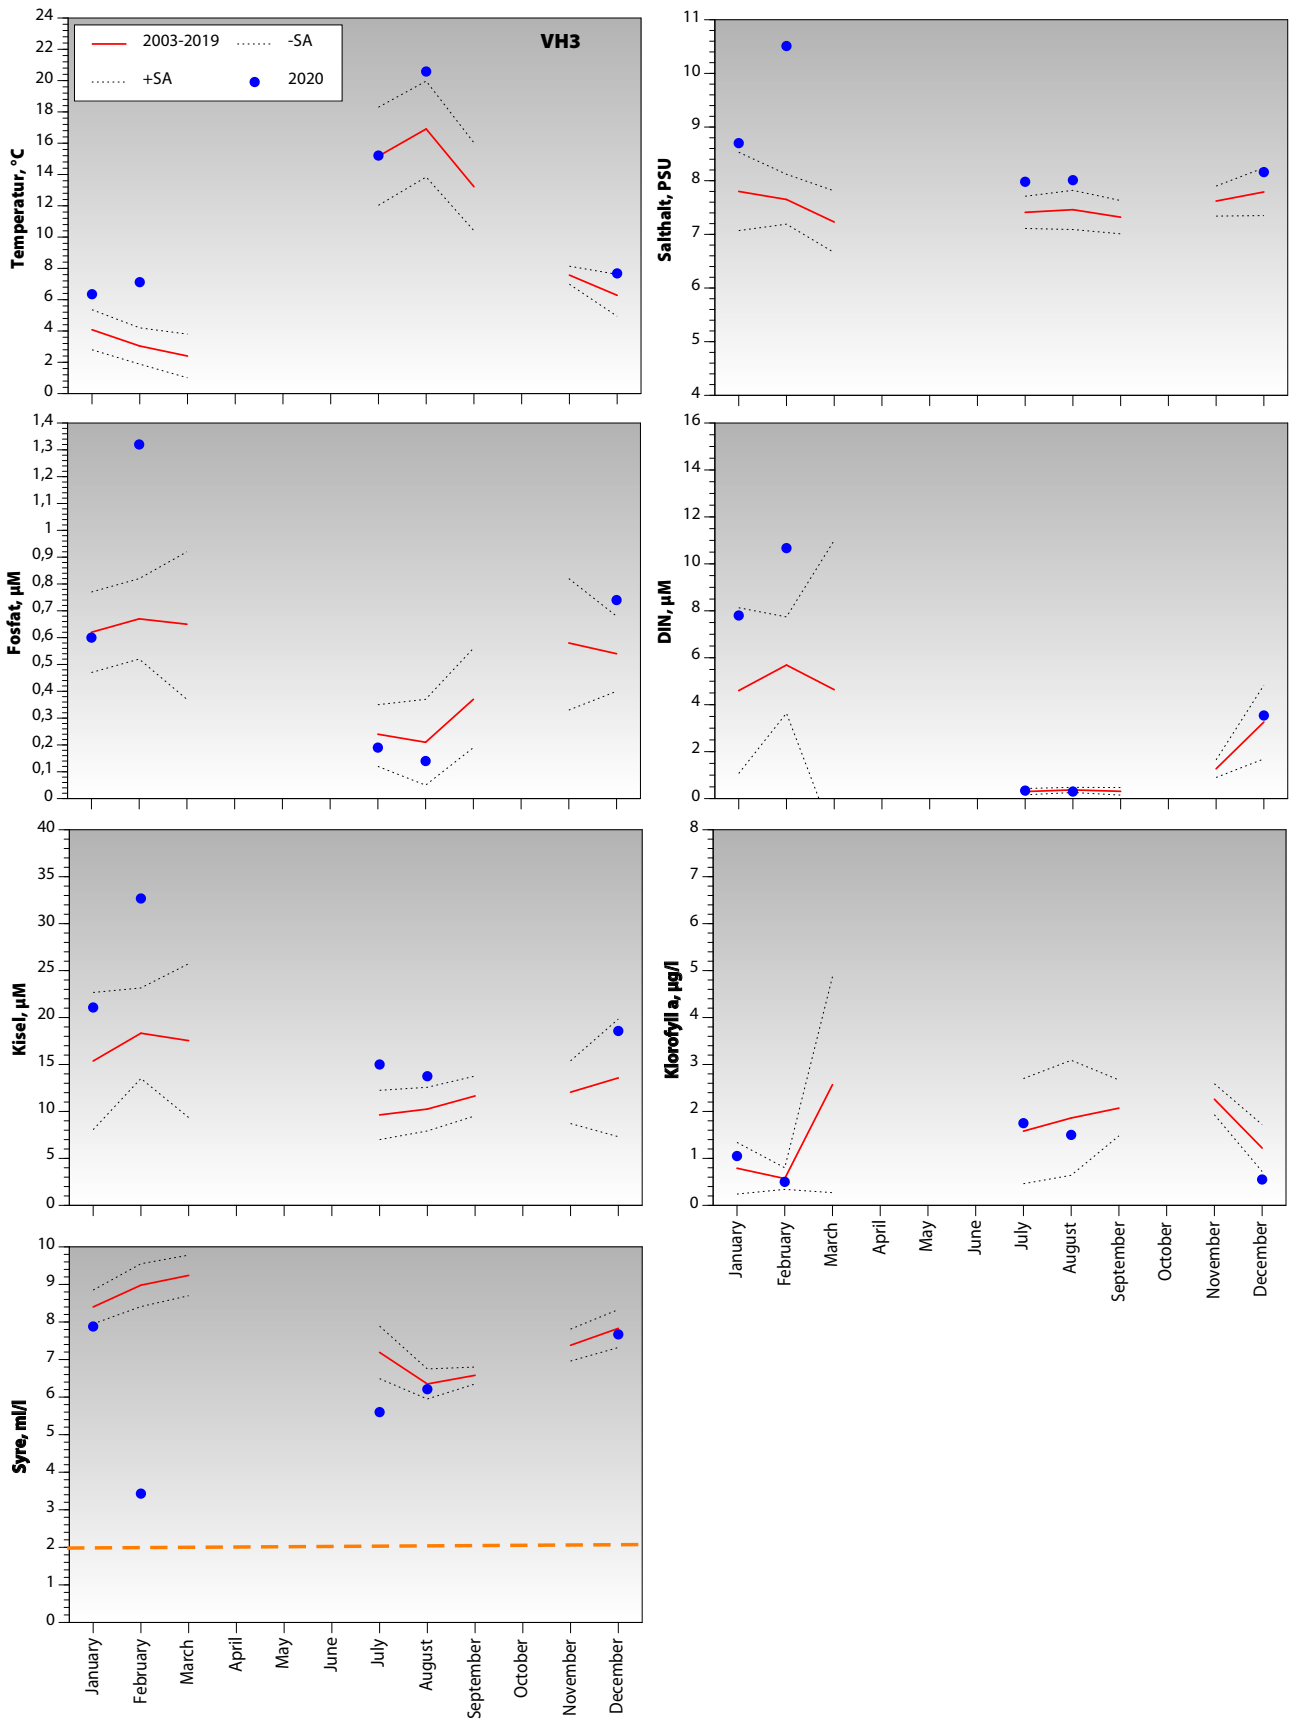 VH3
2003-2019
-SA
+SA
2020
Temperatur, °C
24
22
20
18
16
14
12
10
8
6
4
2
0
Salthalt, PSU
11
10
9
8
7
6
5
4
Fosfat, µM
1,4
1,3
1,2
1,1
1
0,9
0,8
0,7
0,6
0,5
0,4
0,3
0,2
0,1
0
DIN, µM
16
14
12
10
8
6
4
2
0
Kisel, µM
40
35
30
25
20
15
10
5
0
Klorofyll a, µg/l
8
7
6
5
4
3
2
1
0
January
February
March
April
May
June
July
August
September
October
November
December
Syre, ml/l
10
9
8
7
6
5
4
3
2
1
0
January
February
March
April
May
June
July
August
September
October
November
December